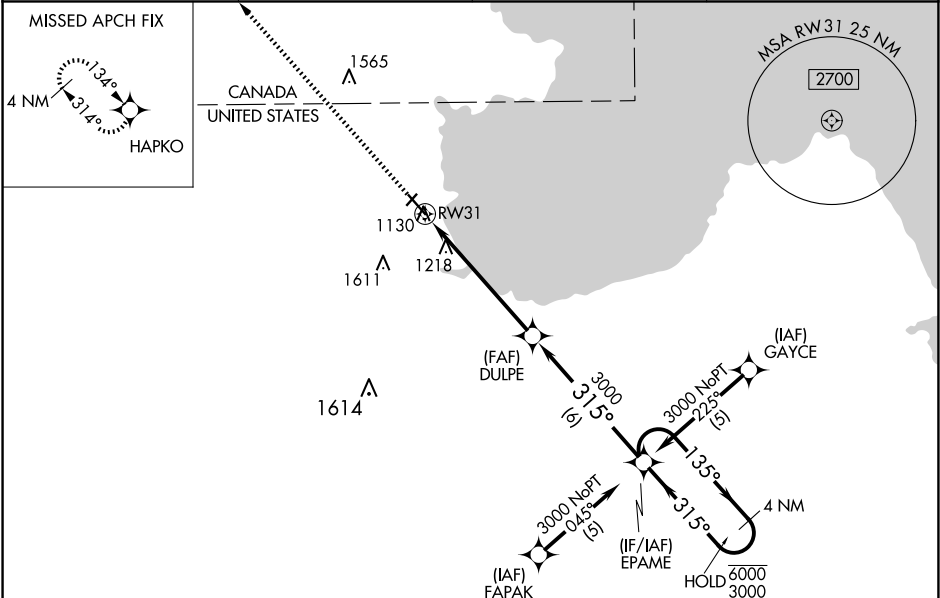 MISSED APCH FIX
134°
4 NM
314°
HAPKO
1565
CANADA
UNITED STATES
MSA RW31 25 NM
2700
RW31
1130
1218
1611
(FAF)
DULPE
(IAF)
GAYCE
1614
3000
315°
(6)
3000 NoPT
225°
(5)
135°
4 NM
315°
3000 NoPT
045°
(5)
(IF/IAF)
EPAME
(IAF)
FAPAK
HOLD 6000
3000